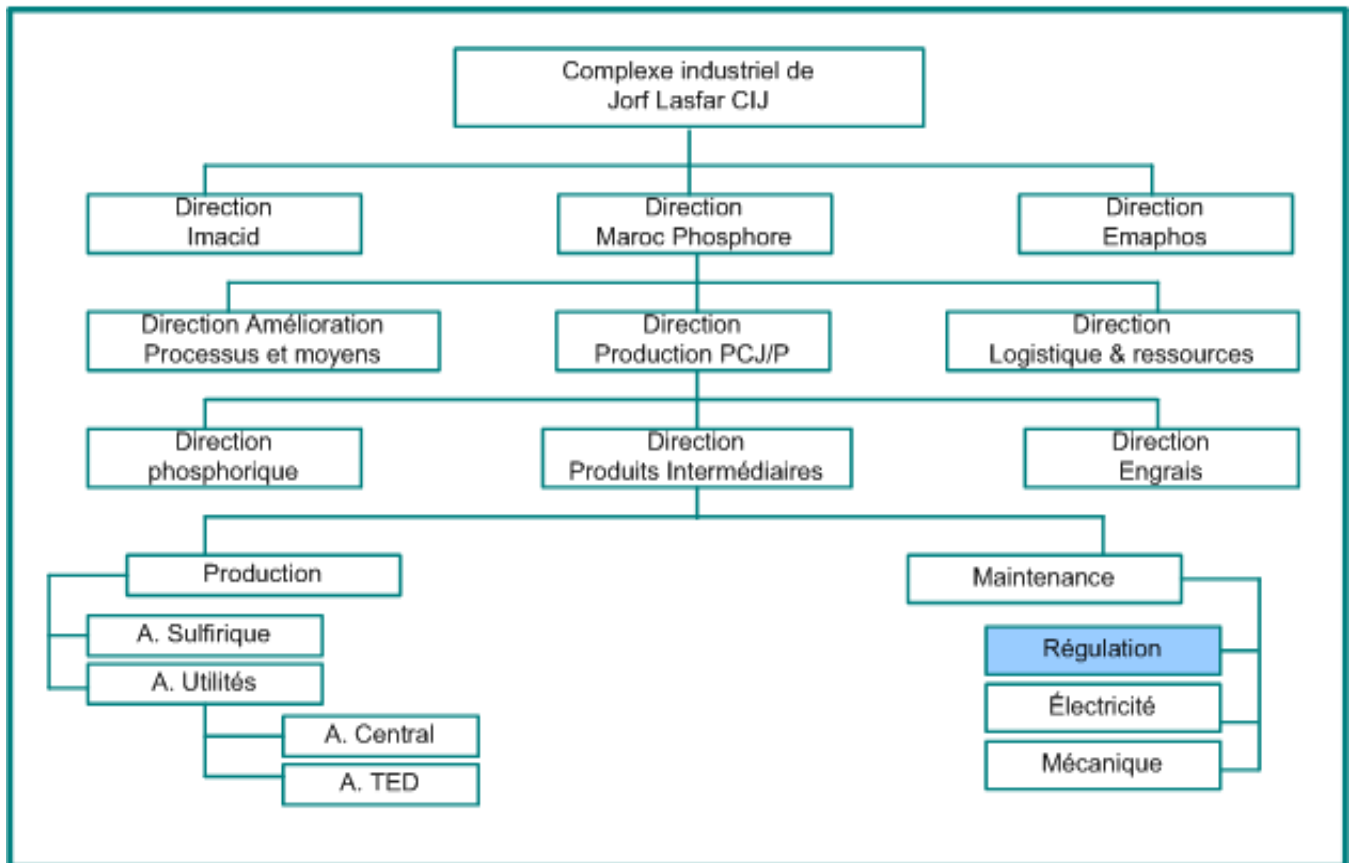 Complexe industriel de
Jorf Lasfar CIJ
Direction
Imacid
Direction
Maroc Phosphore
Direction
Emaphos
Direction Amélioration
Processus et moyens
Direction
Production PCJ/P
Direction
Logistique & ressources
Direction
phosphorique
Direction
Produits Intermédiaires
Direction
Engrais
Production
Maintenance
A. Sulfirique
A. Utilités
A. Central
A. TED
Régulation
Électricité
Mécanique